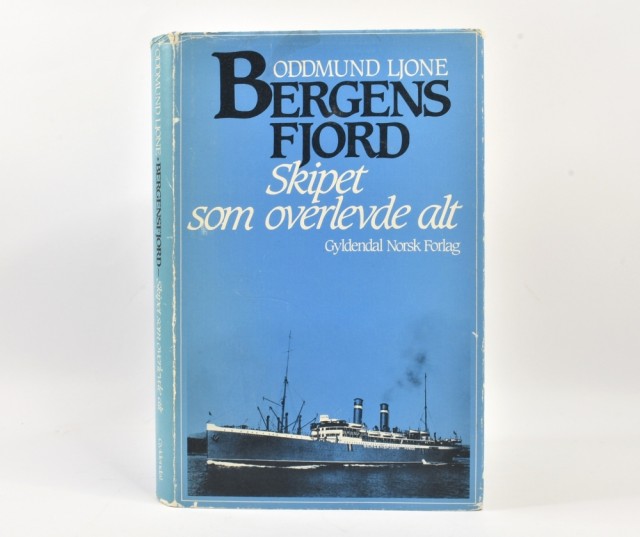 ODDMUND LJONE
BERGENS
FJORD
Skipet
som overlevde alt
Gyldendal Norsk Forlag
ODDMUND LJONE • BERGENSFJORD — Skipet som overlevde alt
Gyldendal